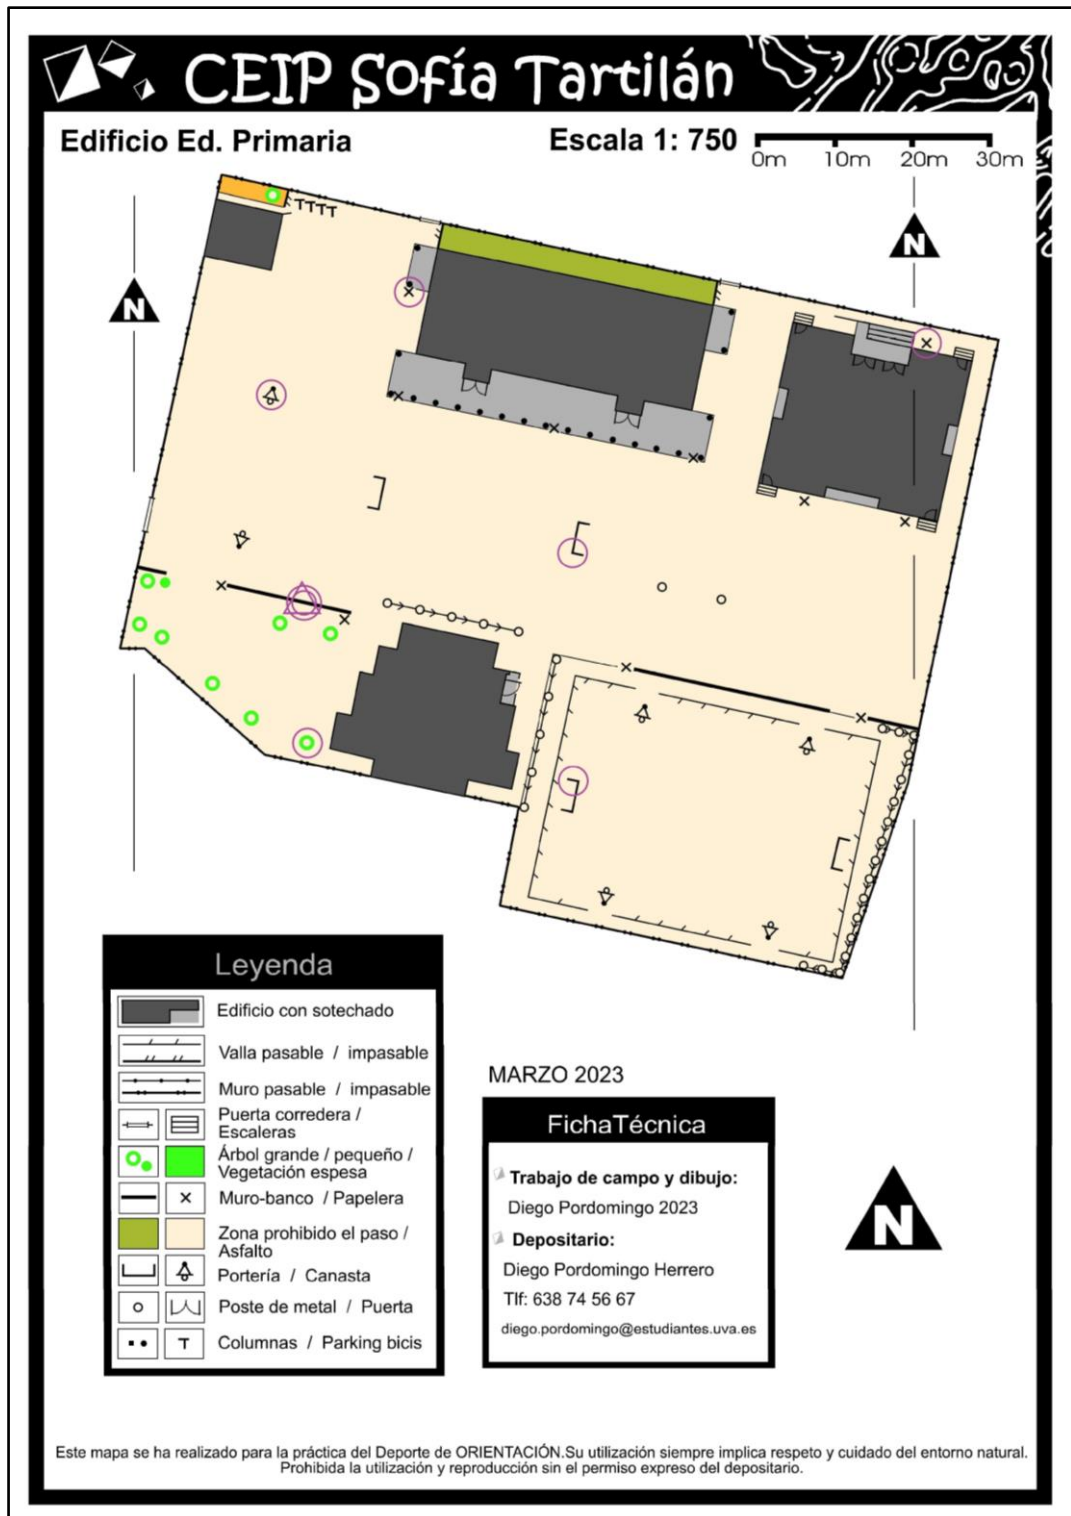 CEIP Sofía Tartilán
Edificio Ed. Primaria
Escala 1: 750
0m 10m 20m 30m
N
N
TTTT
Leyenda
Edificio con sotechado
Valla pasable / impasable
Muro pasable / impasable
Puerta corredera /
Escaleras
Árbol grande / pequeño /
Vegetación espesa
Muro-banco / Papelera
Zona prohibido el paso /
Asfalto
Portería / Canasta
Poste de metal / Puerta
T
Columnas / Parking bicis
MARZO 2023
FichaTécnica
Trabajo de campo y dibujo:
Diego Pordomingo 2023
Depositario:
Diego Pordomingo Herrero
Tlf: 638 74 56 67
diego.pordomingo@estudiantes.uva.es
N
Este mapa se ha realizado para la práctica del Deporte de ORIENTACIÓN.Su utilización siempre implica respeto y cuidado del entorno natural.
Prohibida la utilización y reproducción sin el permiso expreso del depositario.